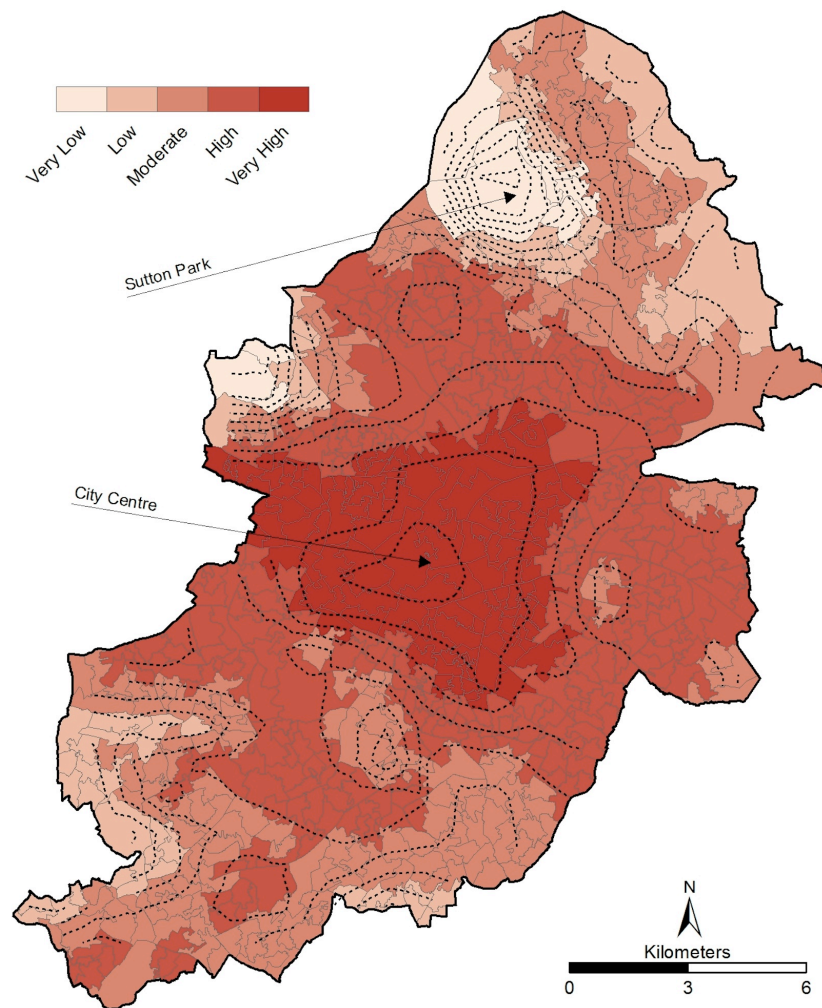 Very Low
Low
Moderate
High
Very High
Sutton Park
City Centre
N
Kilometers
0 3 6